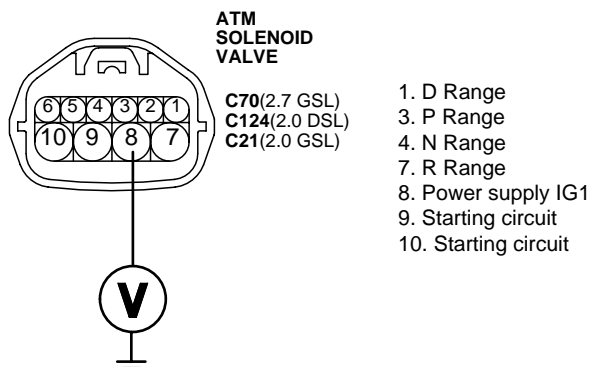 ATM
SOLENOID
VALVE
C70(2.7 GSL)
C124(2.0 DSL)
C21(2.0 GSL)
6 5 4 3 2 1
10 9 8 7
V
1. D Range
3. P Range
4. N Range
7. R Range
8. Power supply IG1
9. Starting circuit
10. Starting circuit